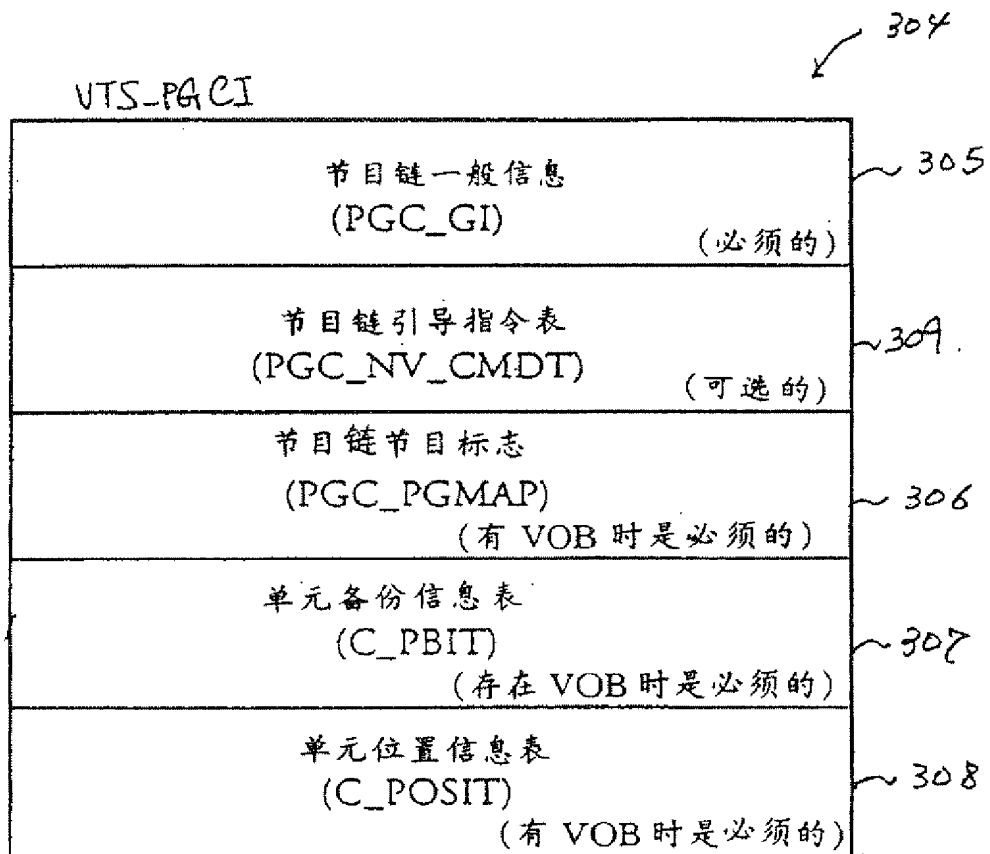 304
VTS_PGCI
节目链一般信息
(PGC_GI)
(必须的)
305
节目链引导指令表
(PGC_NV_CMDT)
(可选的)
309.
节目链节目标志
(PGC_PGMAP)
(有 VOB 时是必须的)
306
单元备份信息表
(C_PBIT)
(存在 VOB 时是必须的)
307
单元位置信息表
(C_POSIT)
(有 VOB 时是必须的)
308